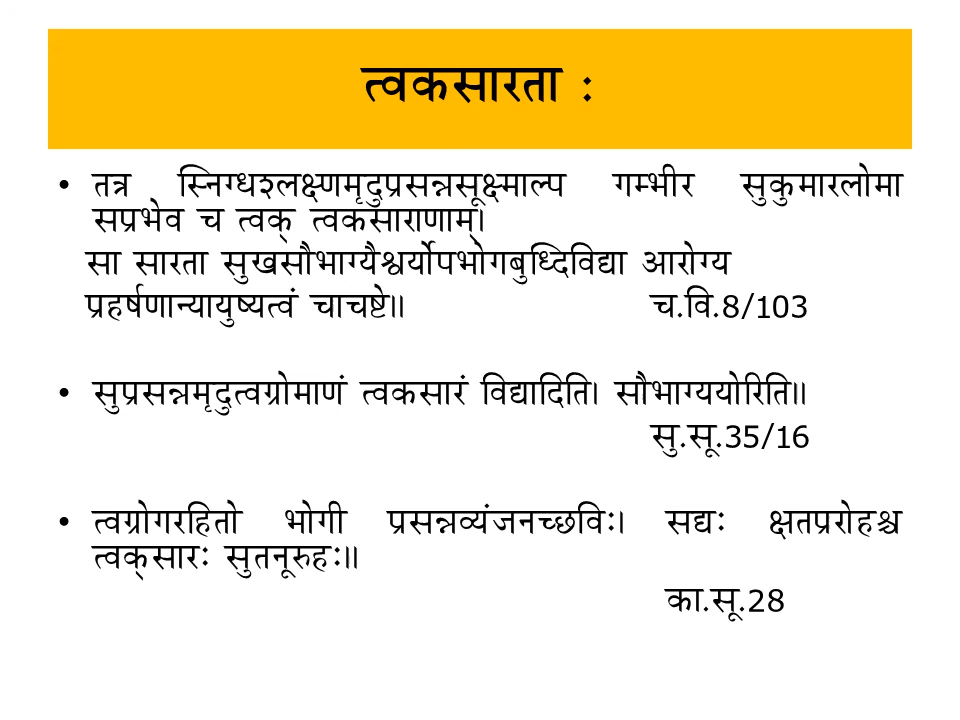 त्वकसारता :
• तत्र स्निग्धश्लक्ष्णमृदुप्रसन्नसूक्ष्माल्प गम्भीर सुकुमारलोमा
सप्रभेव च त्वक् त्वकसाराणाम्।
सा सारता सुखसौभाग्यैश्वर्योपभोगबुध्दिविद्या आरोग्य
प्रहर्षणान्यायुष्यत्वं चाचष्टे॥ च.वि.8/103
• सुप्रसन्नमृदुत्वग्रोमाणं त्वकसारं विद्यादिति। सौभाग्ययोरिति॥
सु.सू.35/16
• त्वग्रोगरहितो भोगी प्रसन्नव्यंजनच्छविः। सद्यः क्षतप्ररोहश्च
त्वक्सारः सुतनूरुहः॥
का.सू.28